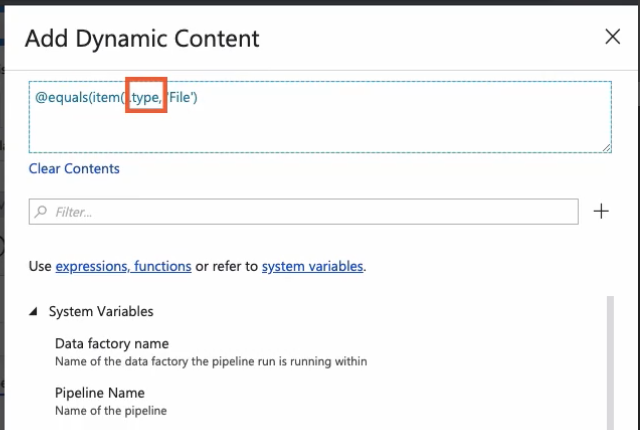 Add Dynamic Content
@equals(item().type, 'File')
Clear Contents
Filter...
Use expressions, functions or refer to system variables.
System Variables
Data factory name
Name of the data factory the pipeline run is running within
Pipeline Name
Name of the pipeline